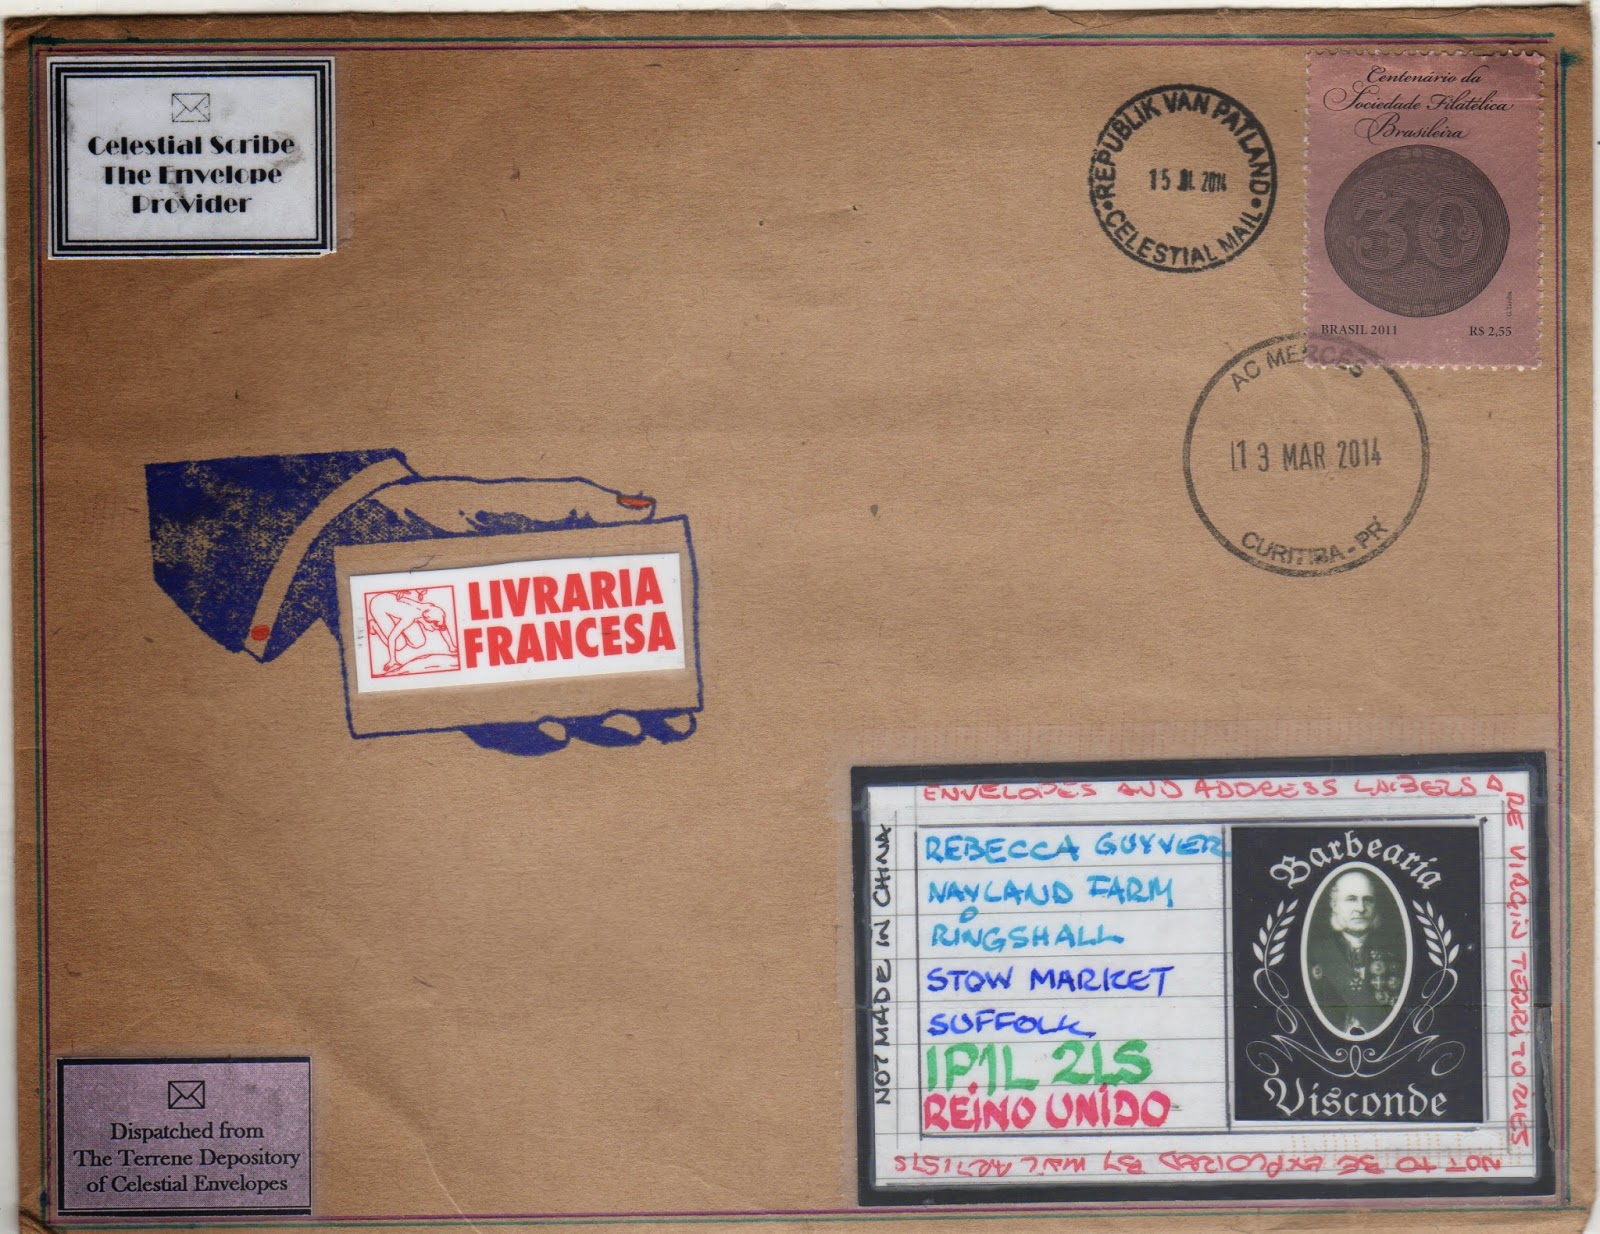 Celestial Scribe
The Envelope
Provider
REPUBLIK VAN PATLAND
15 JUL 2014
CELESTIAL MAIL
Centenário da
Sociedade Filatélica
Brasileira
30
BRASIL 2011
R$ 2,55
AC MERCES
13 MAR 2014
CURITIBA - PR
LIVRARIA
FRANCESA
ENVELOPES AND ADDRESS LABELS
RE VIRGIN TERRITORIES
NOT TO BE EXPLORED BY MAIL ARTISTS
NOT MADE IN CHINA
REBECCA GUYVER
NAYLAND FARM
RINGSHALL
STOW MARKET
SUFFOLK
IP1L 2LS
REINO UNIDO
Barbearia
Visconde
Dispatched from
The Terrene Depository
of Celestial Envelopes